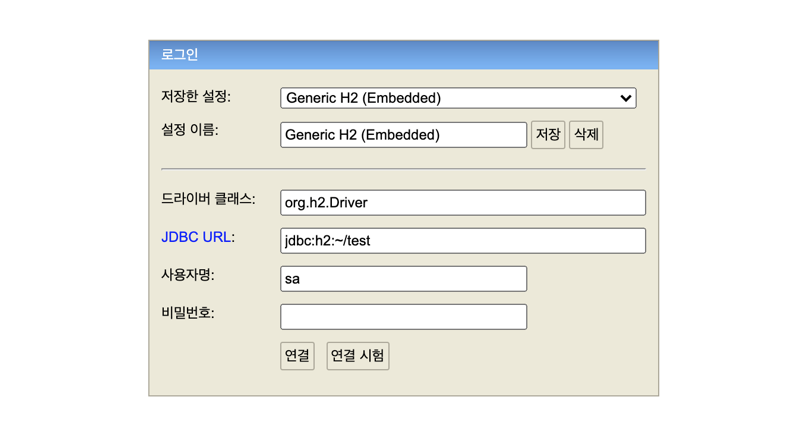 로그인
저장한 설정: Generic H2 (Embedded)
설정 이름: Generic H2 (Embedded) 저장 삭제
드라이버 클래스: org.h2.Driver
JDBC URL: jdbc:h2:~/test
사용자명: sa
비밀번호:
연결 연결 시험